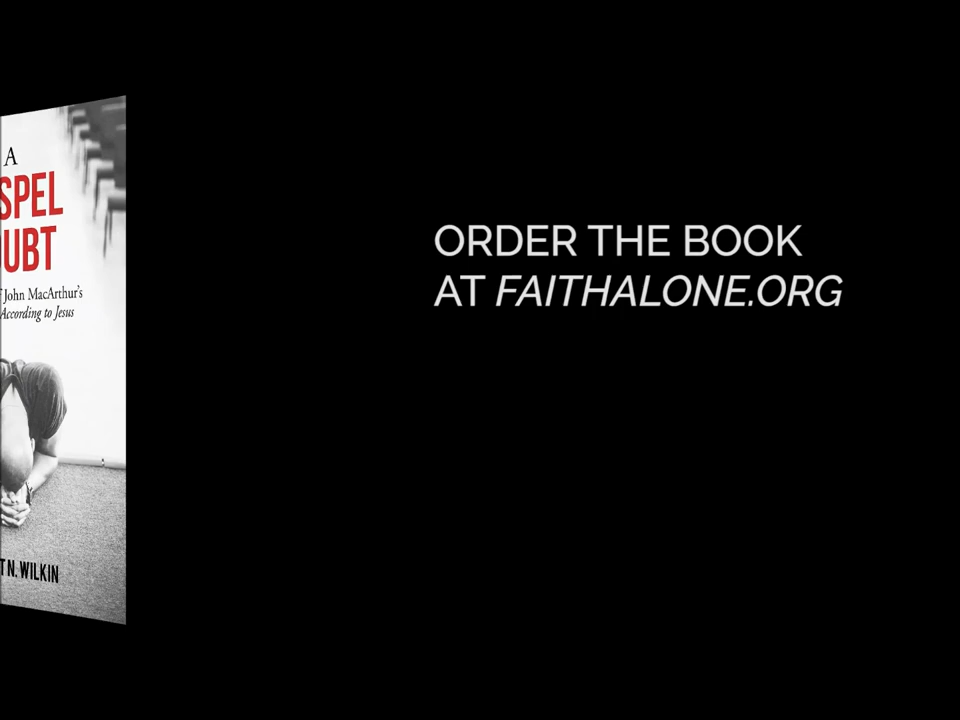 A
SPEL
UBT
f John MacArthur's
According to Jesus
T N. WILKIN
ORDER THE BOOK
AT FAITHALONE.ORG